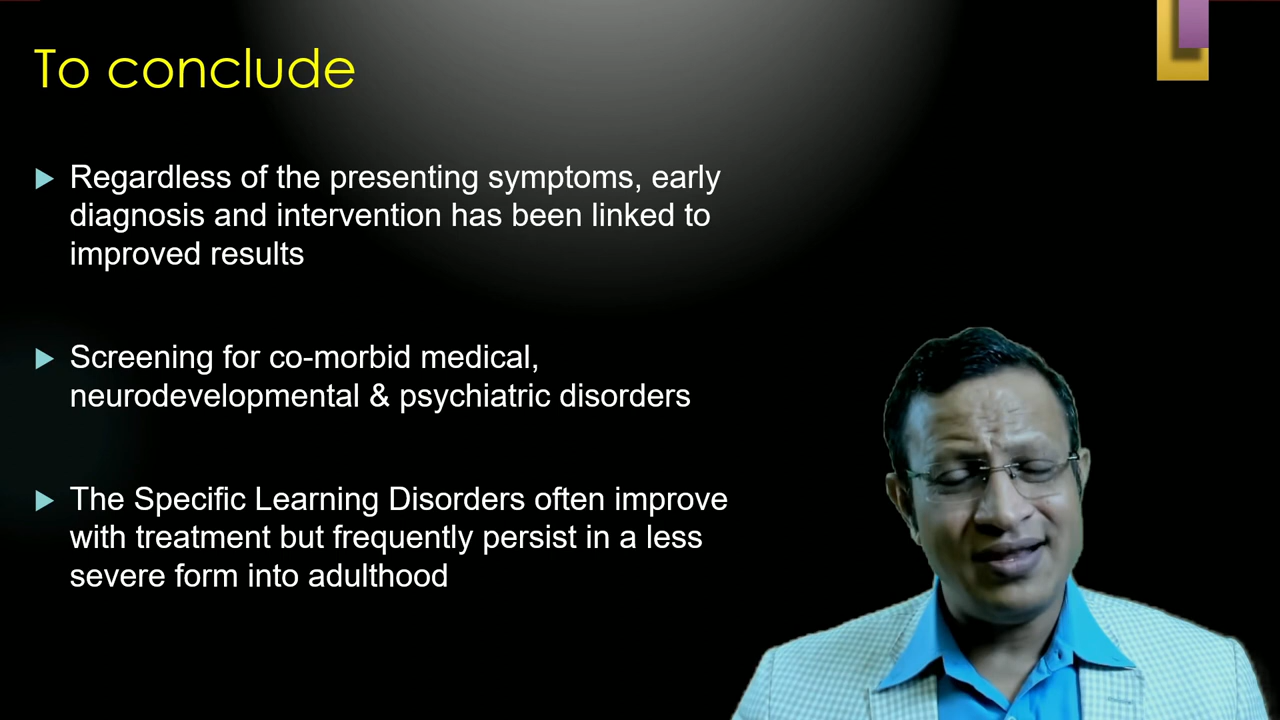 To conclude
Regardless of the presenting symptoms, early
diagnosis and intervention has been linked to
improved results
Screening for co-morbid medical,
neurodevelopmental & psychiatric disorders
The Specific Learning Disorders often improve
with treatment but frequently persist in a less
severe form into adulthood